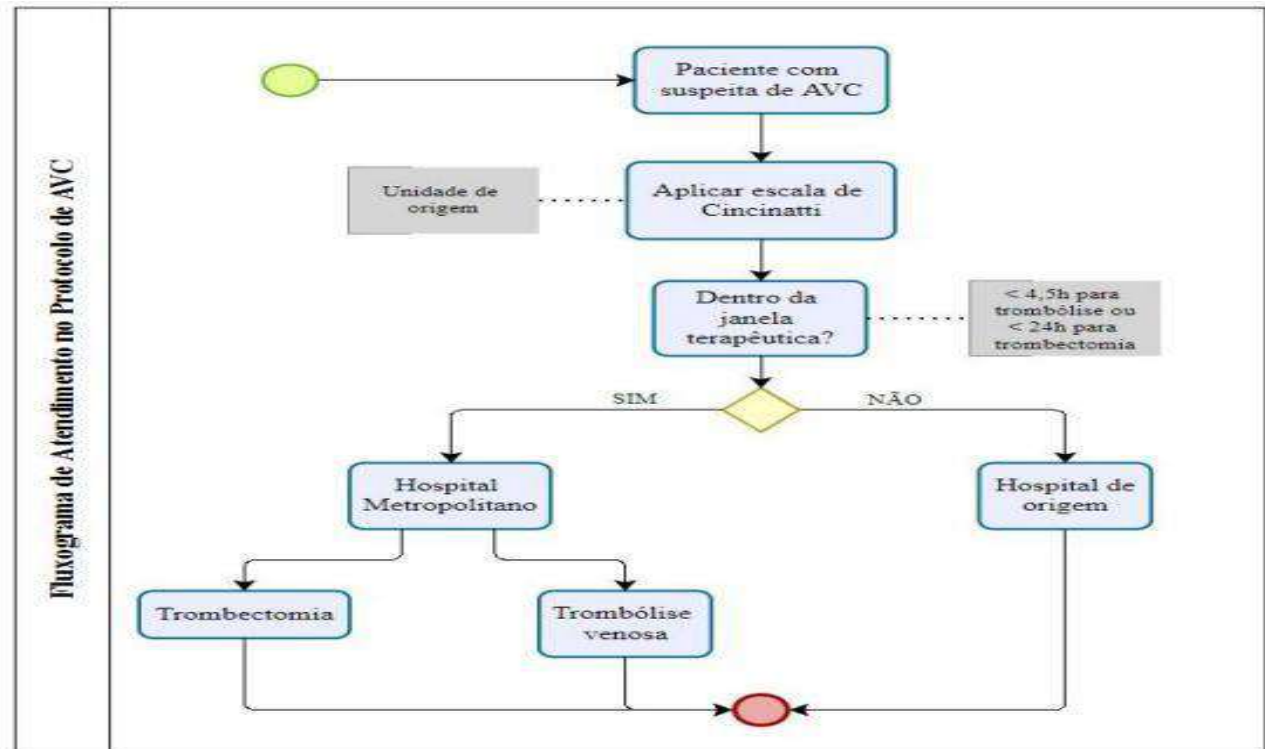 Fluxograma de Atendimento no Protocolo de AVC
Paciente com
suspeita de AVC
Unidade de
origem
Aplicar escala de
Cincinatti
Dentro da
janela
terapêutica?
< 4,5h para
trombólise ou
< 24h para
trombectomia
SIM
NÃO
Hospital
Metropolitano
Hospital de
origem
Trombectomia
Trombólise
venosa